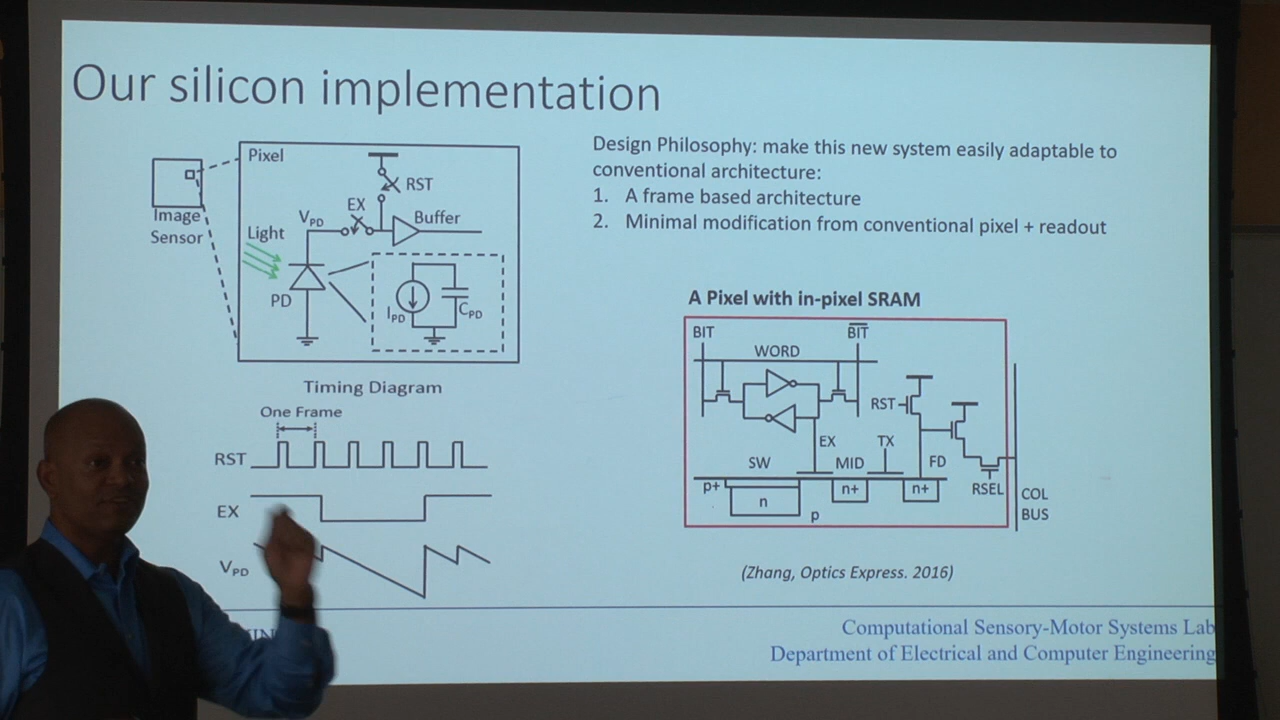 Our silicon implementation
Pixel
RST
EX
V_PD
Buffer
Image
Sensor
Light
PD
I_PD
C_PD
Timing Diagram
One Frame
RST
EX
V_PD
Design Philosophy: make this new system easily adaptable to
conventional architecture:
1. A frame based architecture
2. Minimal modification from conventional pixel + readout
A Pixel with in-pixel SRAM
BIT
B̅I̅T̅
WORD
RST
EX
TX
SW
MID
FD
p+
n
n+
n+
RSEL
p
COL
BUS
(Zhang, Optics Express. 2016)
Computational Sensory-Motor Systems Lab
Department of Electrical and Computer Engineering